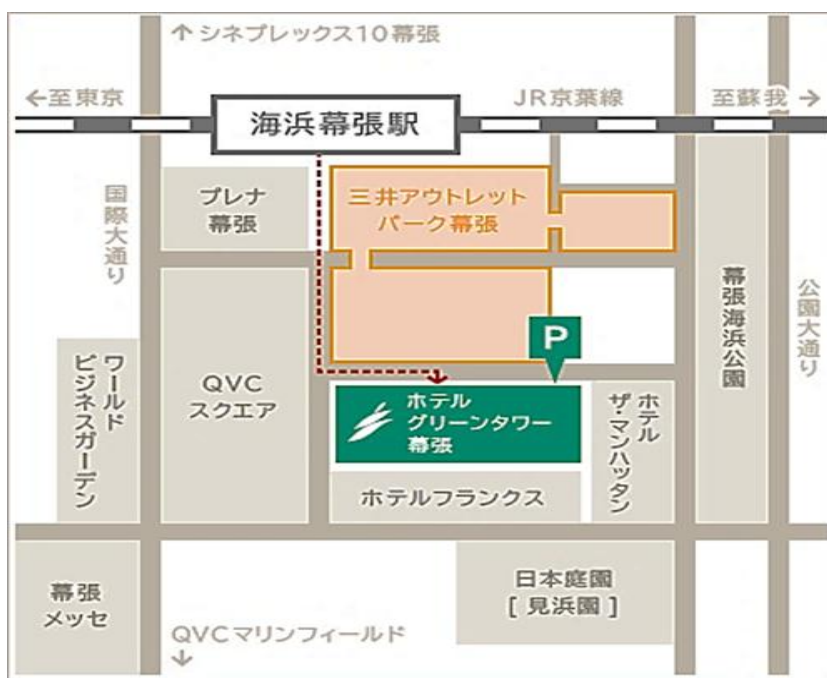 ↑ シネプレックス10幕張
←至東京
JR京葉線
至蘇我 →
海浜幕張駅
国際大通り
プレナ
幕張
三井アウトレット
パーク幕張
幕張海浜公園
公園大通り
P
ワールド
ビジネスガーデン
QVC
スクエア
ホテル
グリーンタワー
幕張
ホテル
ザ・マンハッタン
ホテルフランクス
幕張
メッセ
日本庭園
[ 見浜園 ]
QVCマリンフィールド
↓